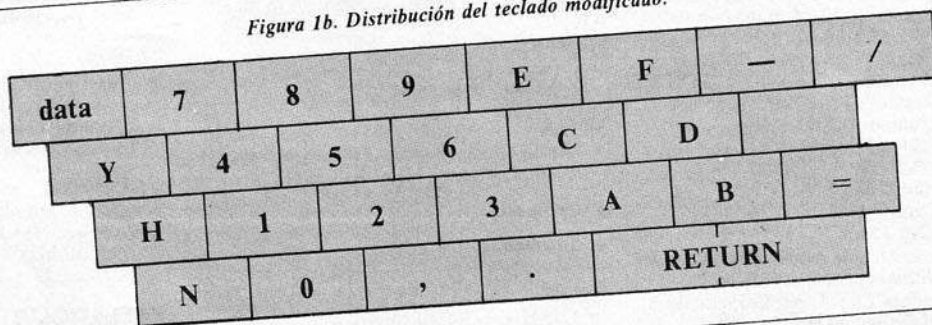 Figura 1b. Distribución del teclado modificado.
data 7 8 9 E F — /
Y 4 5 6 C D
H 1 2 3 A B =
N 0 , . RETURN